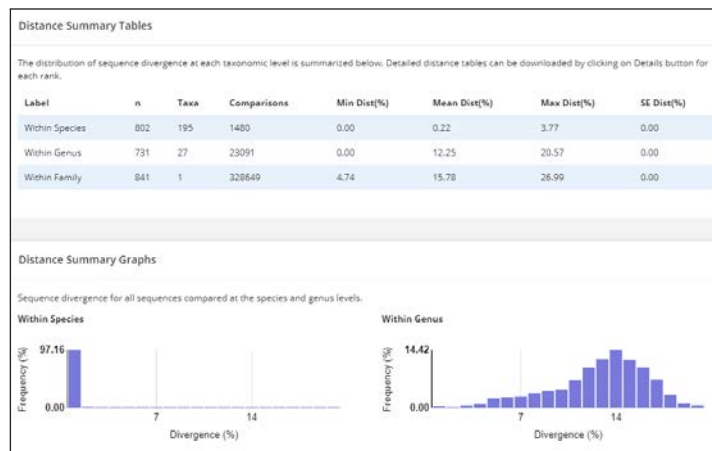 Distance Summary Tables
The distribution of sequence divergence at each taxonomic level is summarized below. Detailed distance tables can be downloaded by clicking on Details button for
each rank.
Label n Taxa Comparisons Min Dist(%) Mean Dist(%) Max Dist(%) SE Dist(%)
Within Species 802 195 1480 0.00 0.22 3.77 0.00
Within Genus 731 27 23091 0.00 12.25 20.57 0.00
Within Family 841 1 328649 4.74 15.78 26.99 0.00
Distance Summary Graphs
Sequence divergence for all sequences compared at the species and genus levels.
Within Species
97.16
Frequency (%)
0.00
7 14
Divergence (%)
Within Genus
14.42
Frequency (%)
0.00
7 14
Divergence (%)